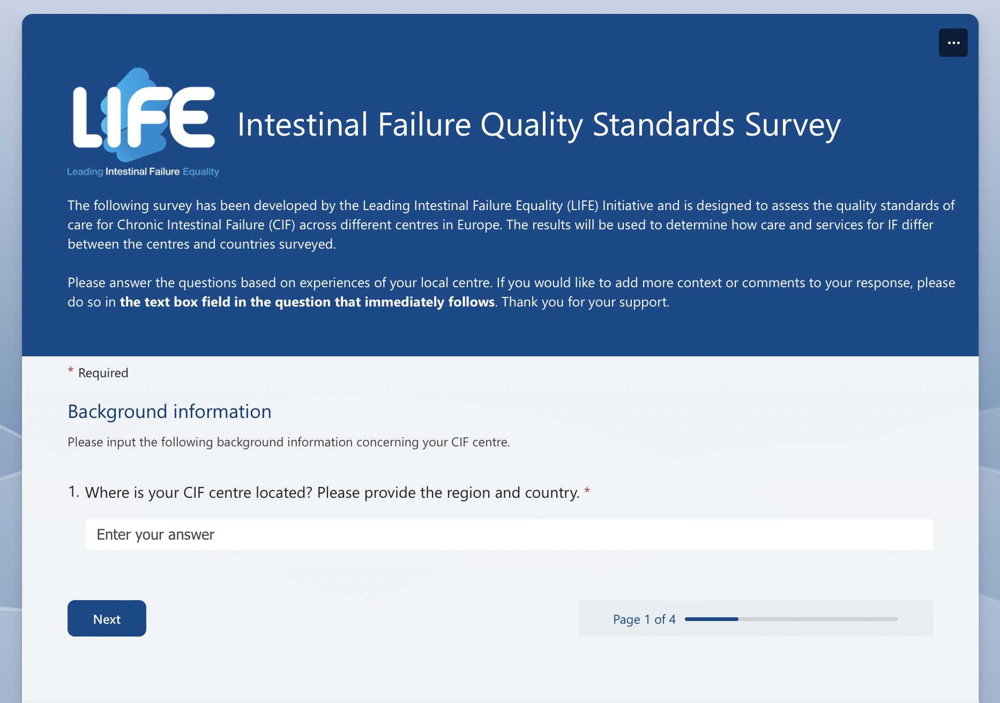 ...
LIFE
Leading Intestinal Failure Equality
Intestinal Failure Quality Standards Survey
The following survey has been developed by the Leading Intestinal Failure Equality (LIFE) Initiative and is designed to assess the quality standards of
care for Chronic Intestinal Failure (CIF) across different centres in Europe. The results will be used to determine how care and services for IF differ
between the centres and countries surveyed.
Please answer the questions based on experiences of your local centre. If you would like to add more context or comments to your response, please
do so in the text box field in the question that immediately follows. Thank you for your support.
* Required
Background information
Please input the following background information concerning your CIF centre.
1. Where is your CIF centre located? Please provide the region and country. *
Enter your answer
Next
Page 1 of 4